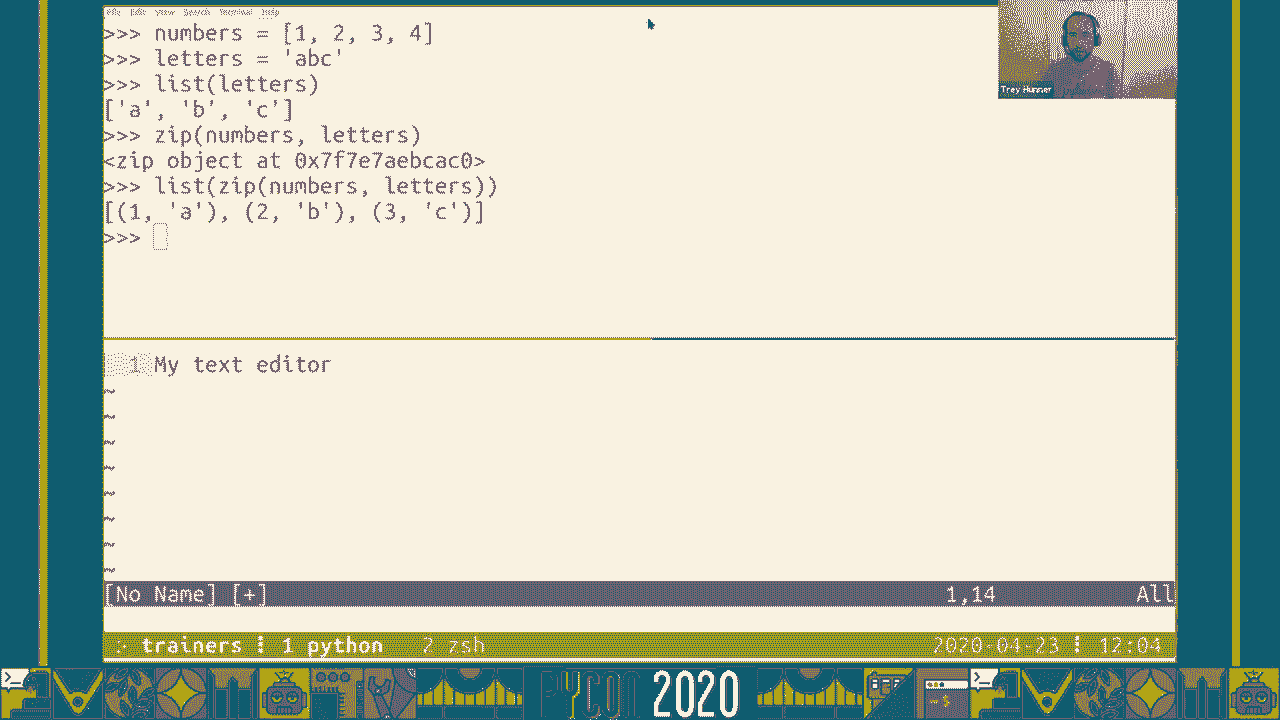 File Edit View Search Terminal Help
>>> numbers = [1, 2, 3, 4]
>>> letters = 'abc'
>>> list(letters)
['a', 'b', 'c']
>>> zip(numbers, letters)
<zip object at 0x7f7e7aebcac0>
>>> list(zip(numbers, letters))
[(1, 'a'), (2, 'b'), (3, 'c')]
>>>
Trey Hunner
1 My text editor
~
~
~
~
~
~
~
~
[No Name] [+] 1,14 All
trainers 1 python 2 zsh 2020-04-23 12:04
PYCON 2020